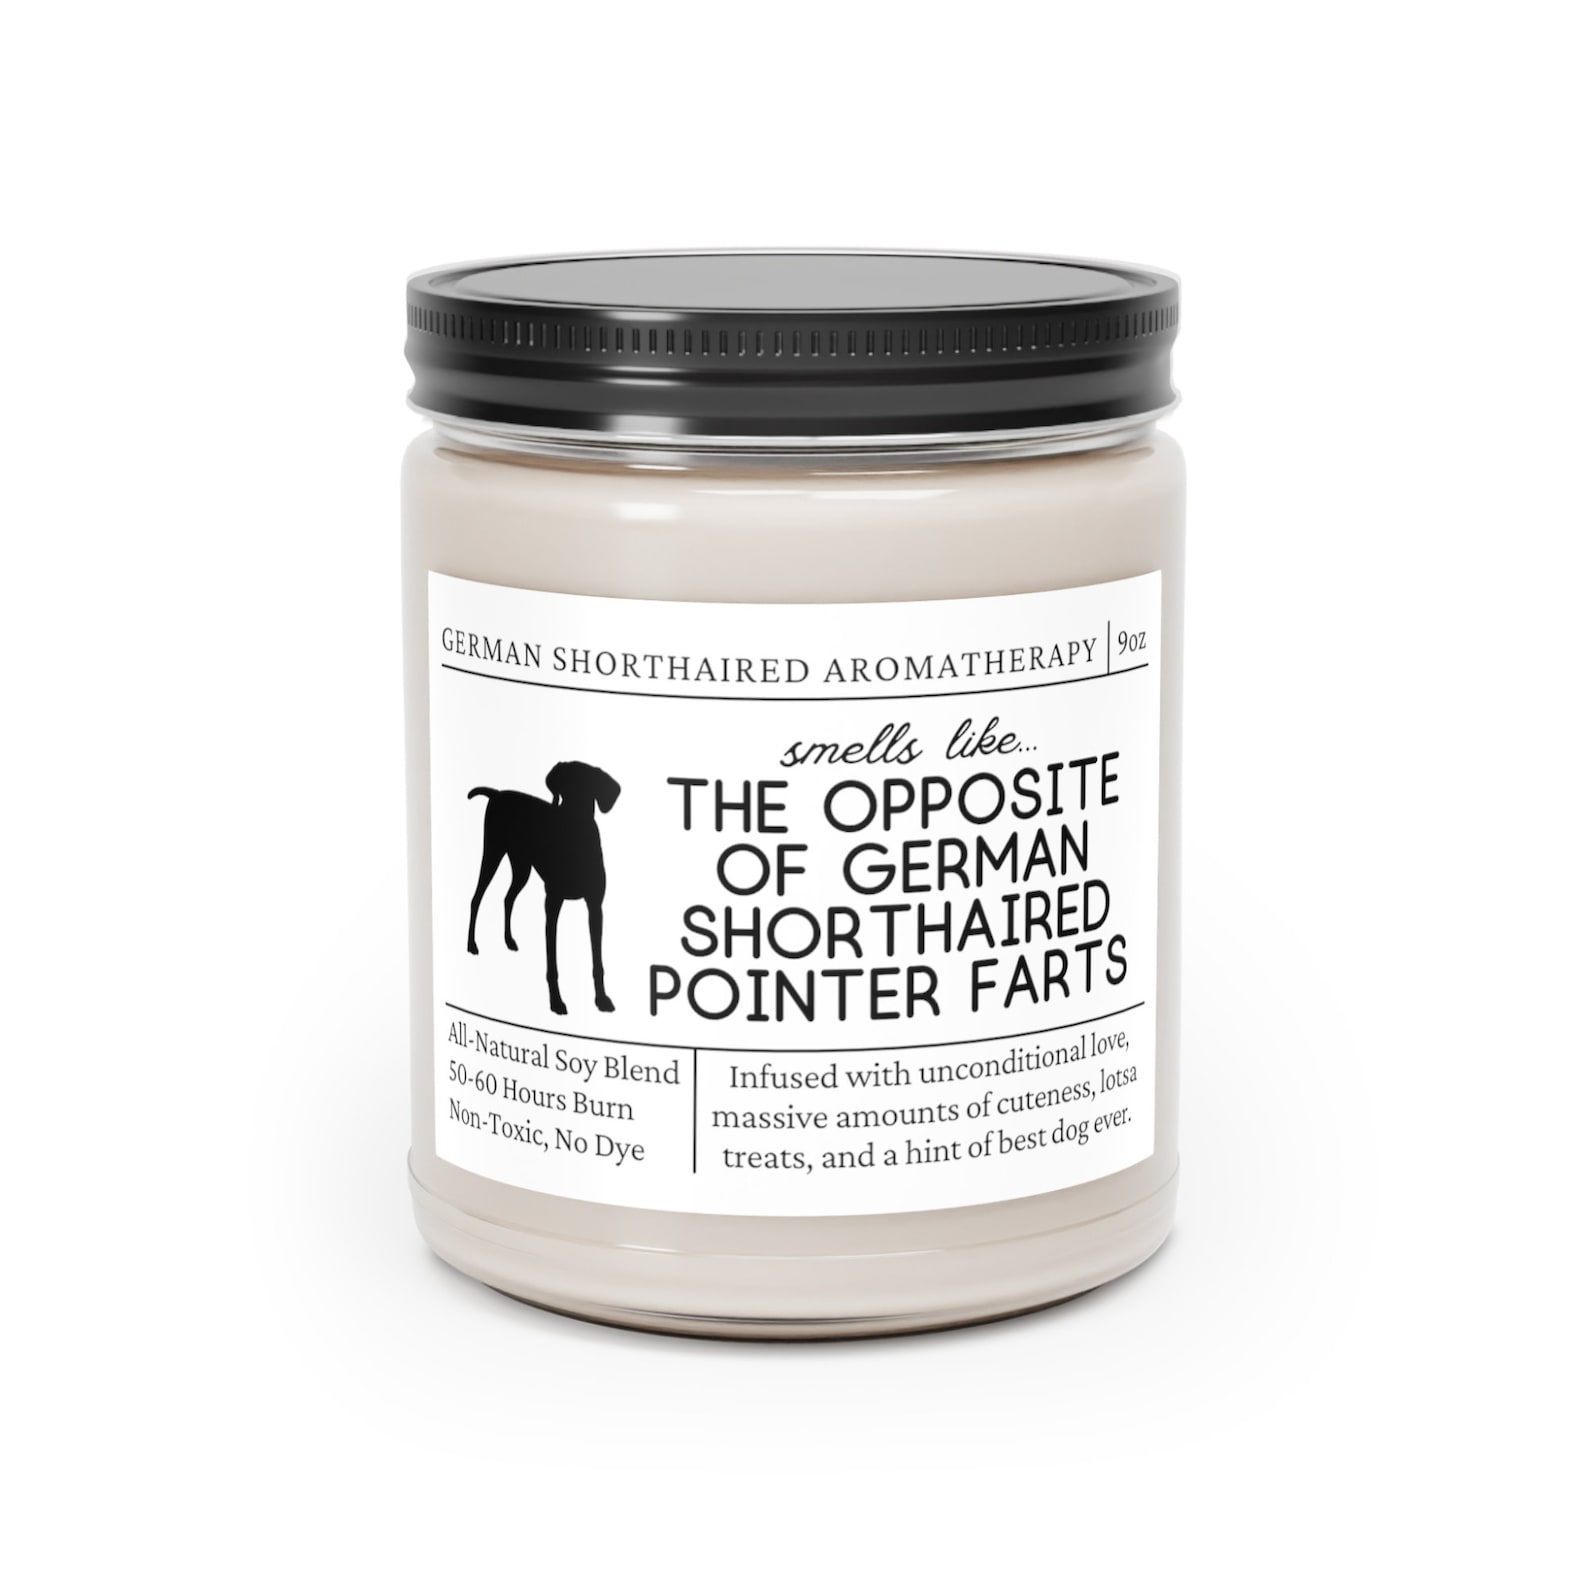 GERMAN SHORTHAIRED AROMATHERAPY | 9oz
smells like...
THE OPPOSITE
OF GERMAN
SHORTHAIRED
POINTER FARTS
All-Natural Soy Blend
50-60 Hours Burn
Non-Toxic, No Dye
Infused with unconditional love,
massive amounts of cuteness, lotsa
treats, and a hint of best dog ever.